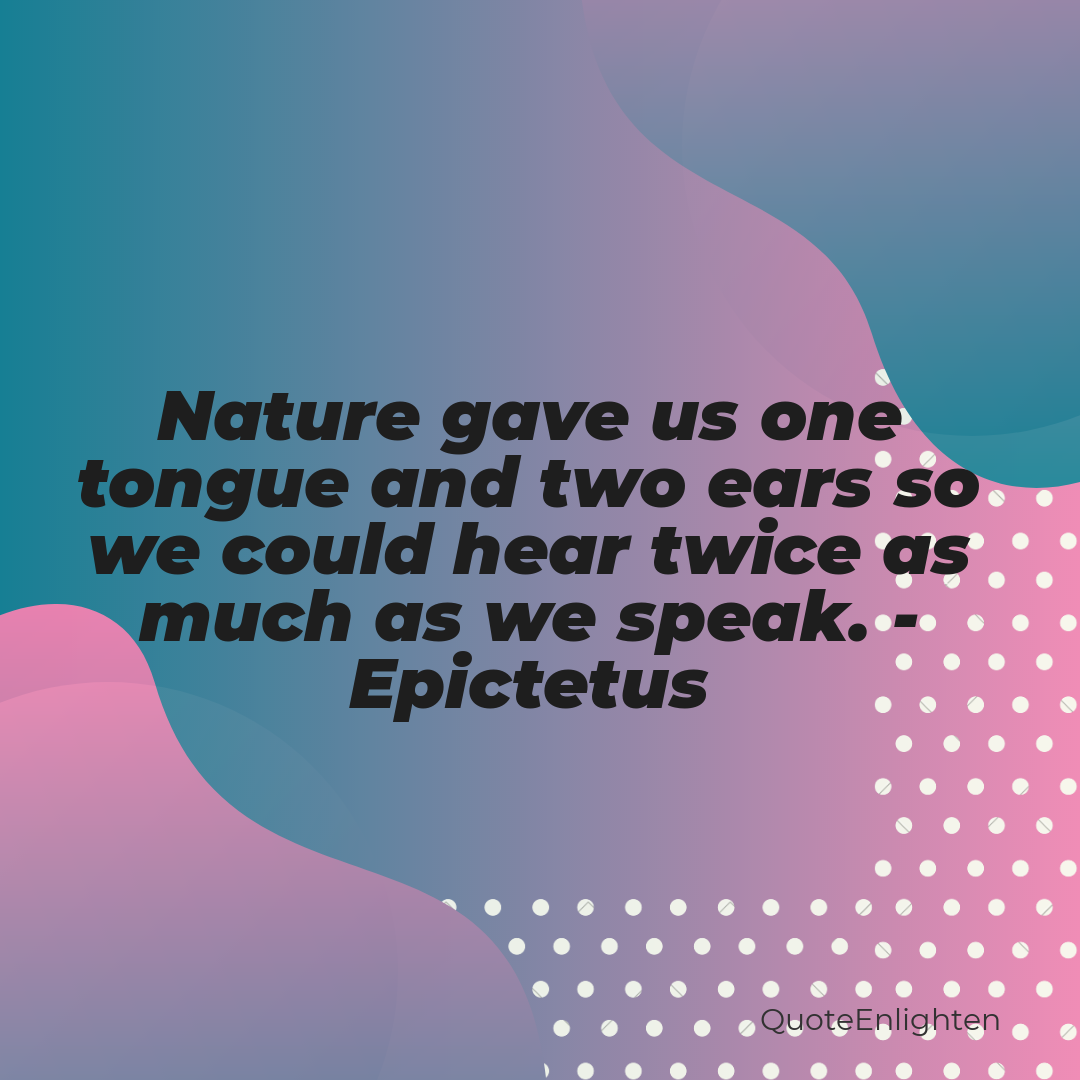 Nature gave us one
tongue and two ears so
we could hear twice as
much as we speak. -
Epictetus
QuoteEnlighten